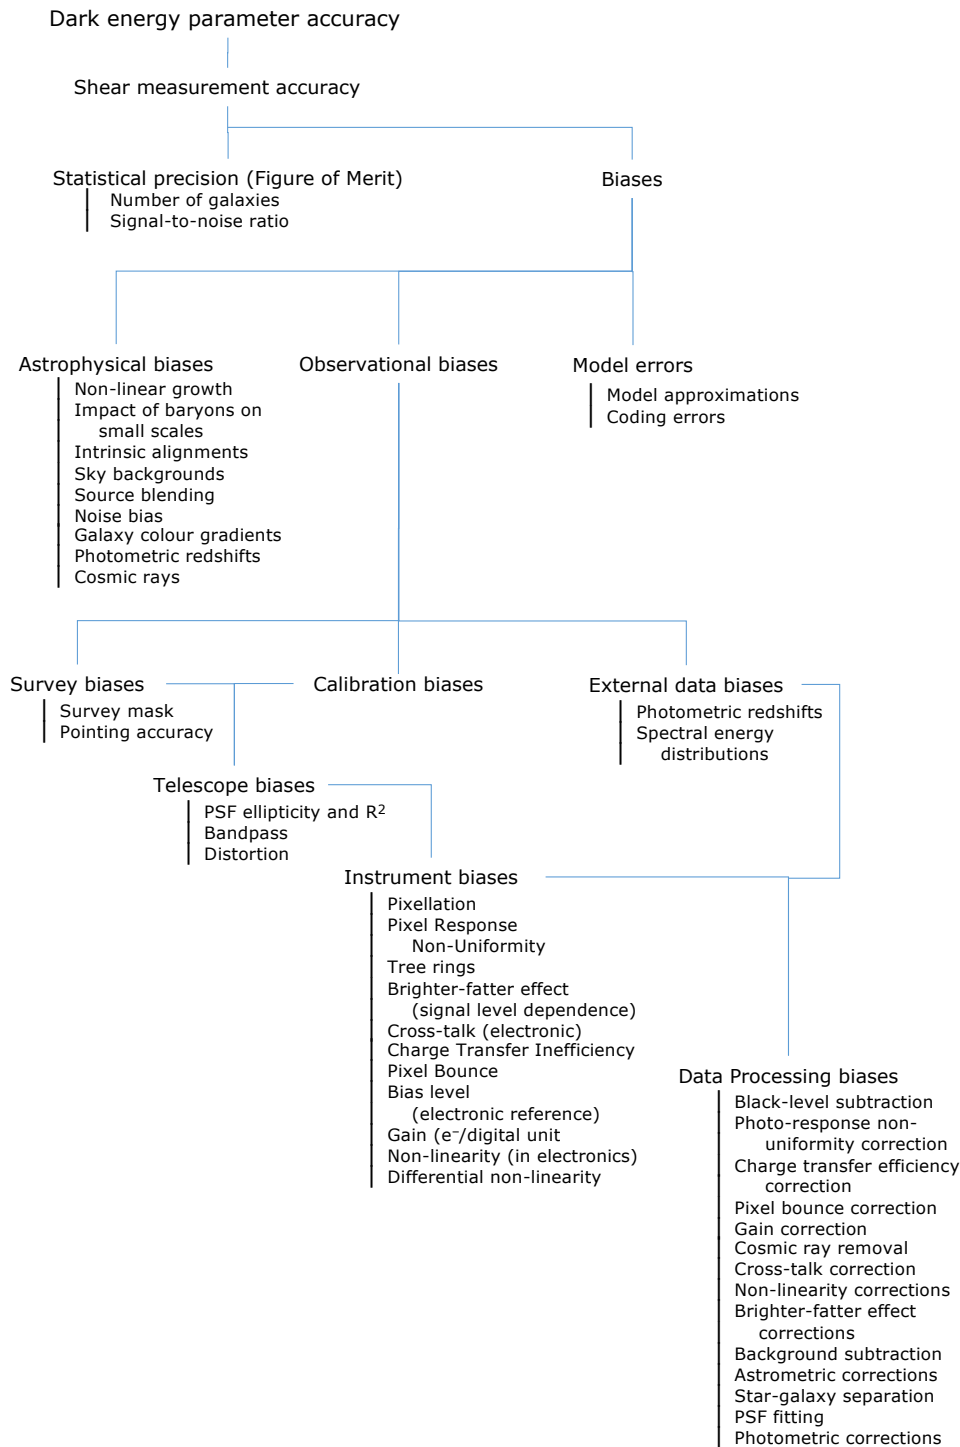 Dark energy parameter accuracy
Shear measurement accuracy
Statistical precision (Figure of Merit)
Number of galaxies
Signal-to-noise ratio
Biases
Astrophysical biases
Non-linear growth
Impact of baryons on
small scales
Intrinsic alignments
Sky backgrounds
Source blending
Noise bias
Galaxy colour gradients
Photometric redshifts
Cosmic rays
Observational biases
Model errors
Model approximations
Coding errors
Survey biases
Survey mask
Pointing accuracy
Calibration biases
External data biases
Photometric redshifts
Spectral energy
distributions
Telescope biases
PSF ellipticity and R²
Bandpass
Distortion
Instrument biases
Pixellation
Pixel Response
Non-Uniformity
Tree rings
Brighter-fatter effect
(signal level dependence)
Cross-talk (electronic)
Charge Transfer Inefficiency
Pixel Bounce
Bias level
(electronic reference)
Gain (e⁻/digital unit
Non-linearity (in electronics)
Differential non-linearity
Data Processing biases
Black-level subtraction
Photo-response non-
uniformity correction
Charge transfer efficiency
correction
Pixel bounce correction
Gain correction
Cosmic ray removal
Cross-talk correction
Non-linearity corrections
Brighter-fatter effect
corrections
Background subtraction
Astrometric corrections
Star-galaxy separation
PSF fitting
Photometric corrections